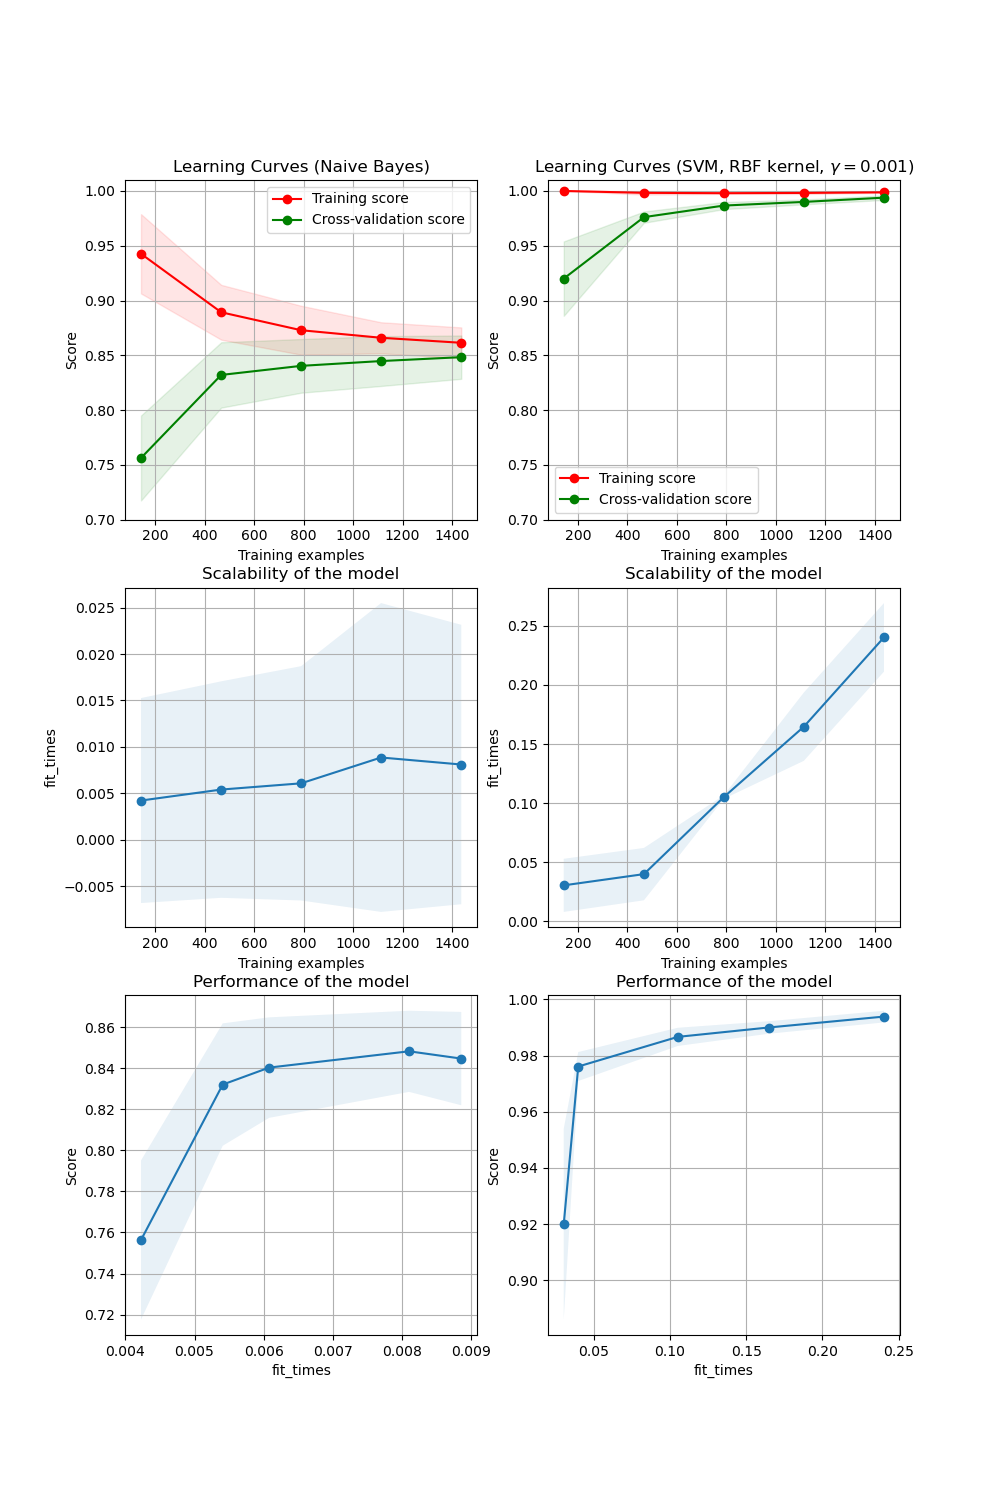 Learning Curves (Naive Bayes)
Learning Curves (SVM, RBF kernel, γ = 0.001)
1.00
0.95
0.90
0.85
0.80
0.75
0.70
Score
Training score
Cross-validation score
200 400 600 800 1000 1200 1400
Training examples
1.00
0.95
0.90
0.85
0.80
0.75
0.70
Score
Training score
Cross-validation score
200 400 600 800 1000 1200 1400
Training examples
Scalability of the model
0.025
0.020
0.015
0.010
0.005
0.000
−0.005
fit_times
200 400 600 800 1000 1200 1400
Training examples
Scalability of the model
0.25
0.20
0.15
0.10
0.05
0.00
fit_times
200 400 600 800 1000 1200 1400
Training examples
Performance of the model
0.86
0.84
0.82
0.80
0.78
0.76
0.74
0.72
Score
0.004 0.005 0.006 0.007 0.008 0.009
fit_times
Performance of the model
1.00
0.98
0.96
0.94
0.92
0.90
Score
0.05 0.10 0.15 0.20 0.25
fit_times